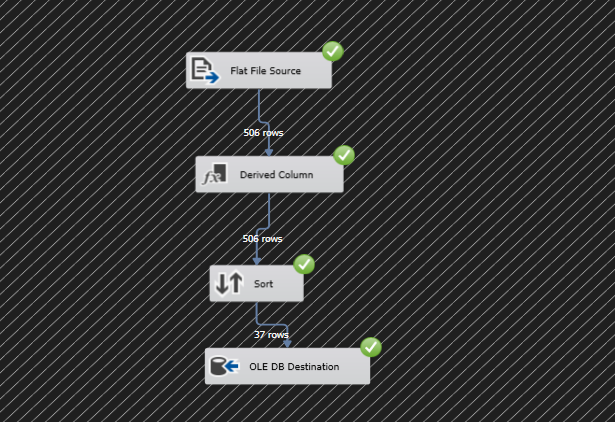 Flat File Source
506 rows
Derived Column
506 rows
Sort
37 rows
OLE DB Destination